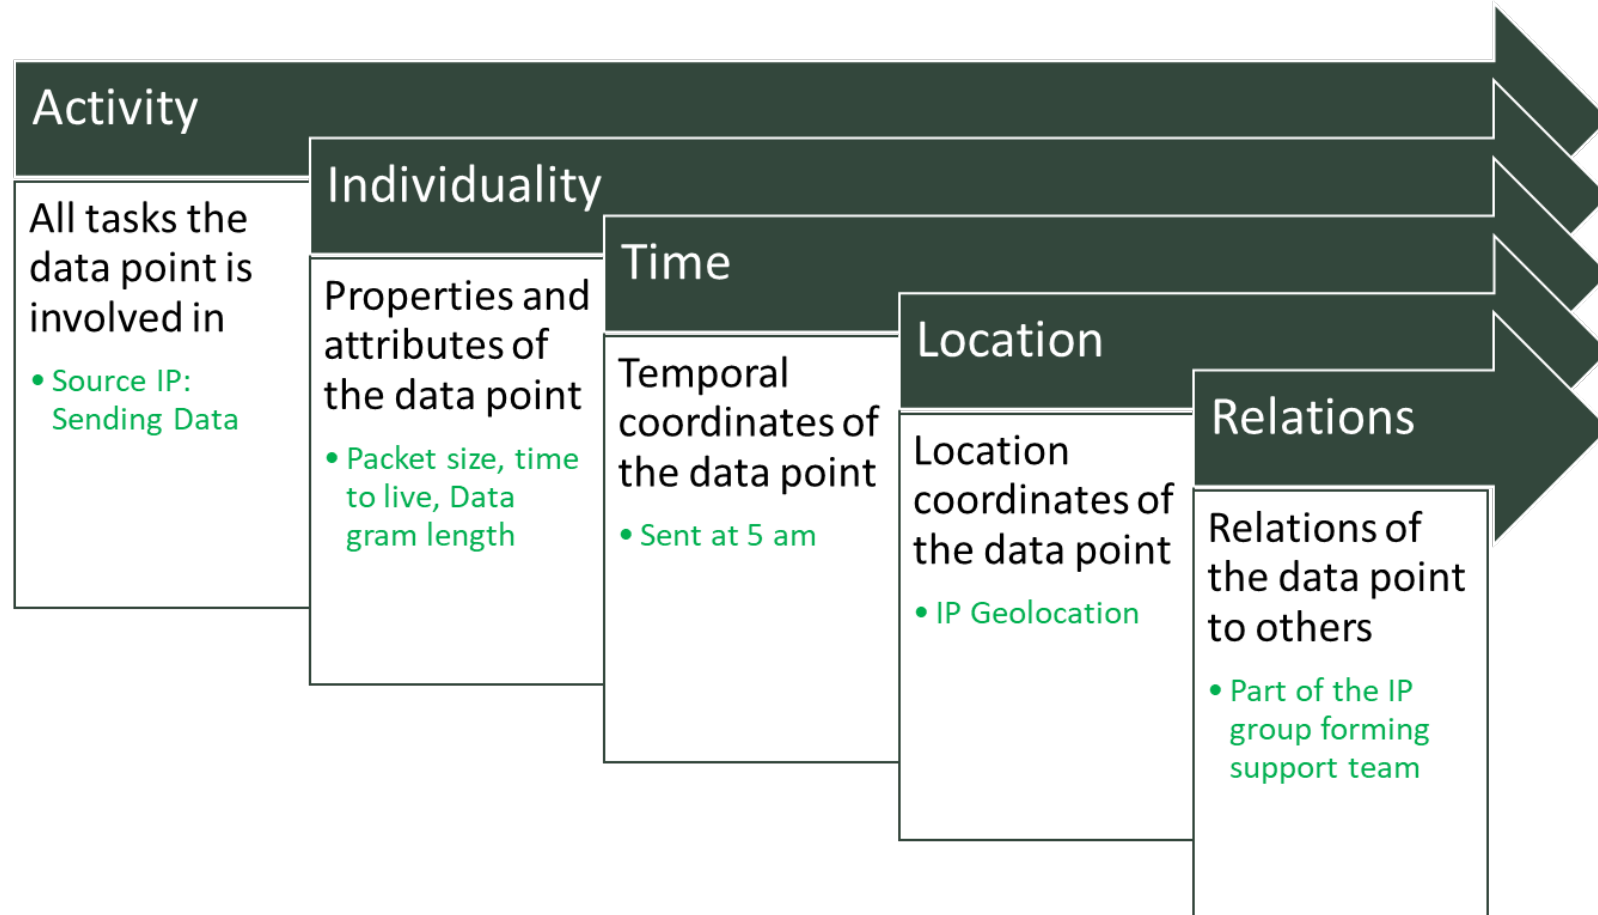 Activity
All tasks the
data point is
involved in
• Source IP:
Sending Data
Individuality
Properties and
attributes of
the data point
• Packet size, time
to live, Data
gram length
Time
Temporal
coordinates of
the data point
• Sent at 5 am
Location
Location
coordinates of
the data point
• IP Geolocation
Relations
Relations of
the data point
to others
• Part of the IP
group forming
support team